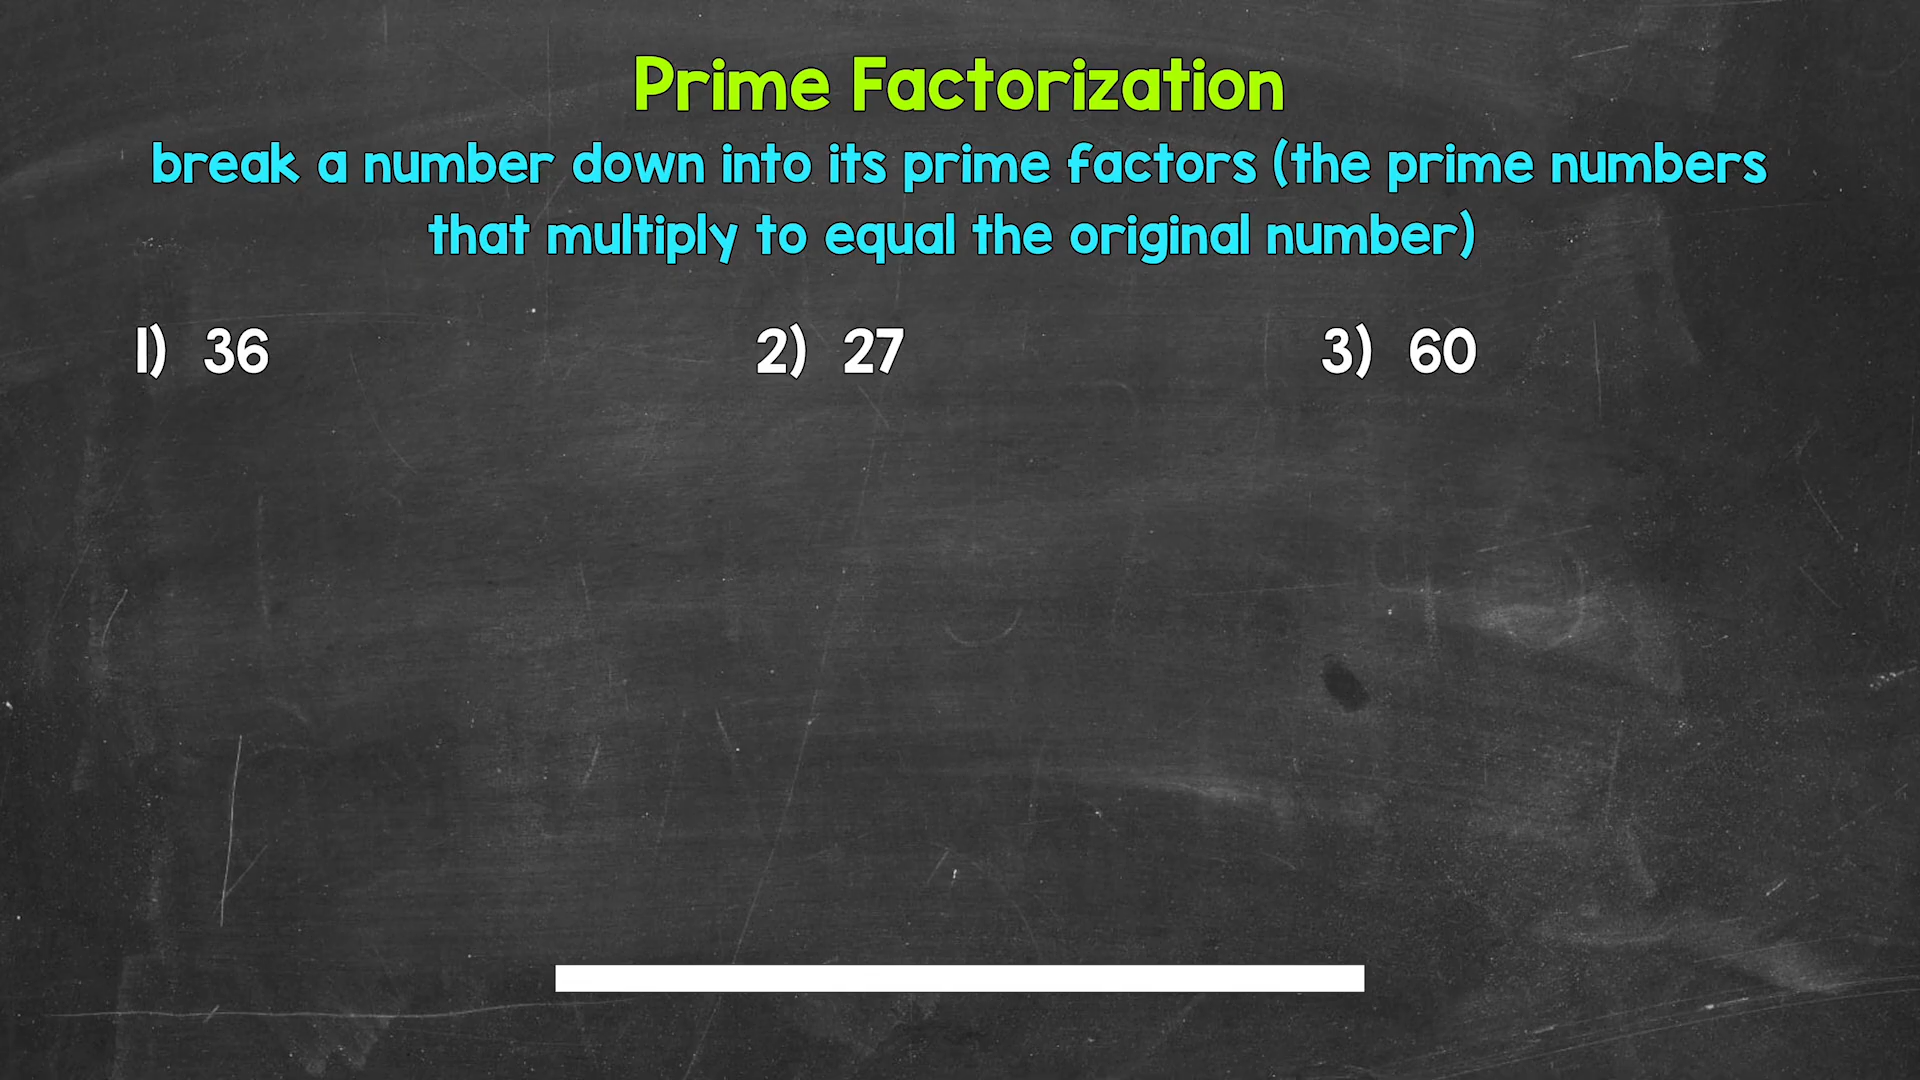 Prime Factorization
break a number down into its prime factors (the prime numbers
that multiply to equal the original number)
1) 36 2) 27 3) 60